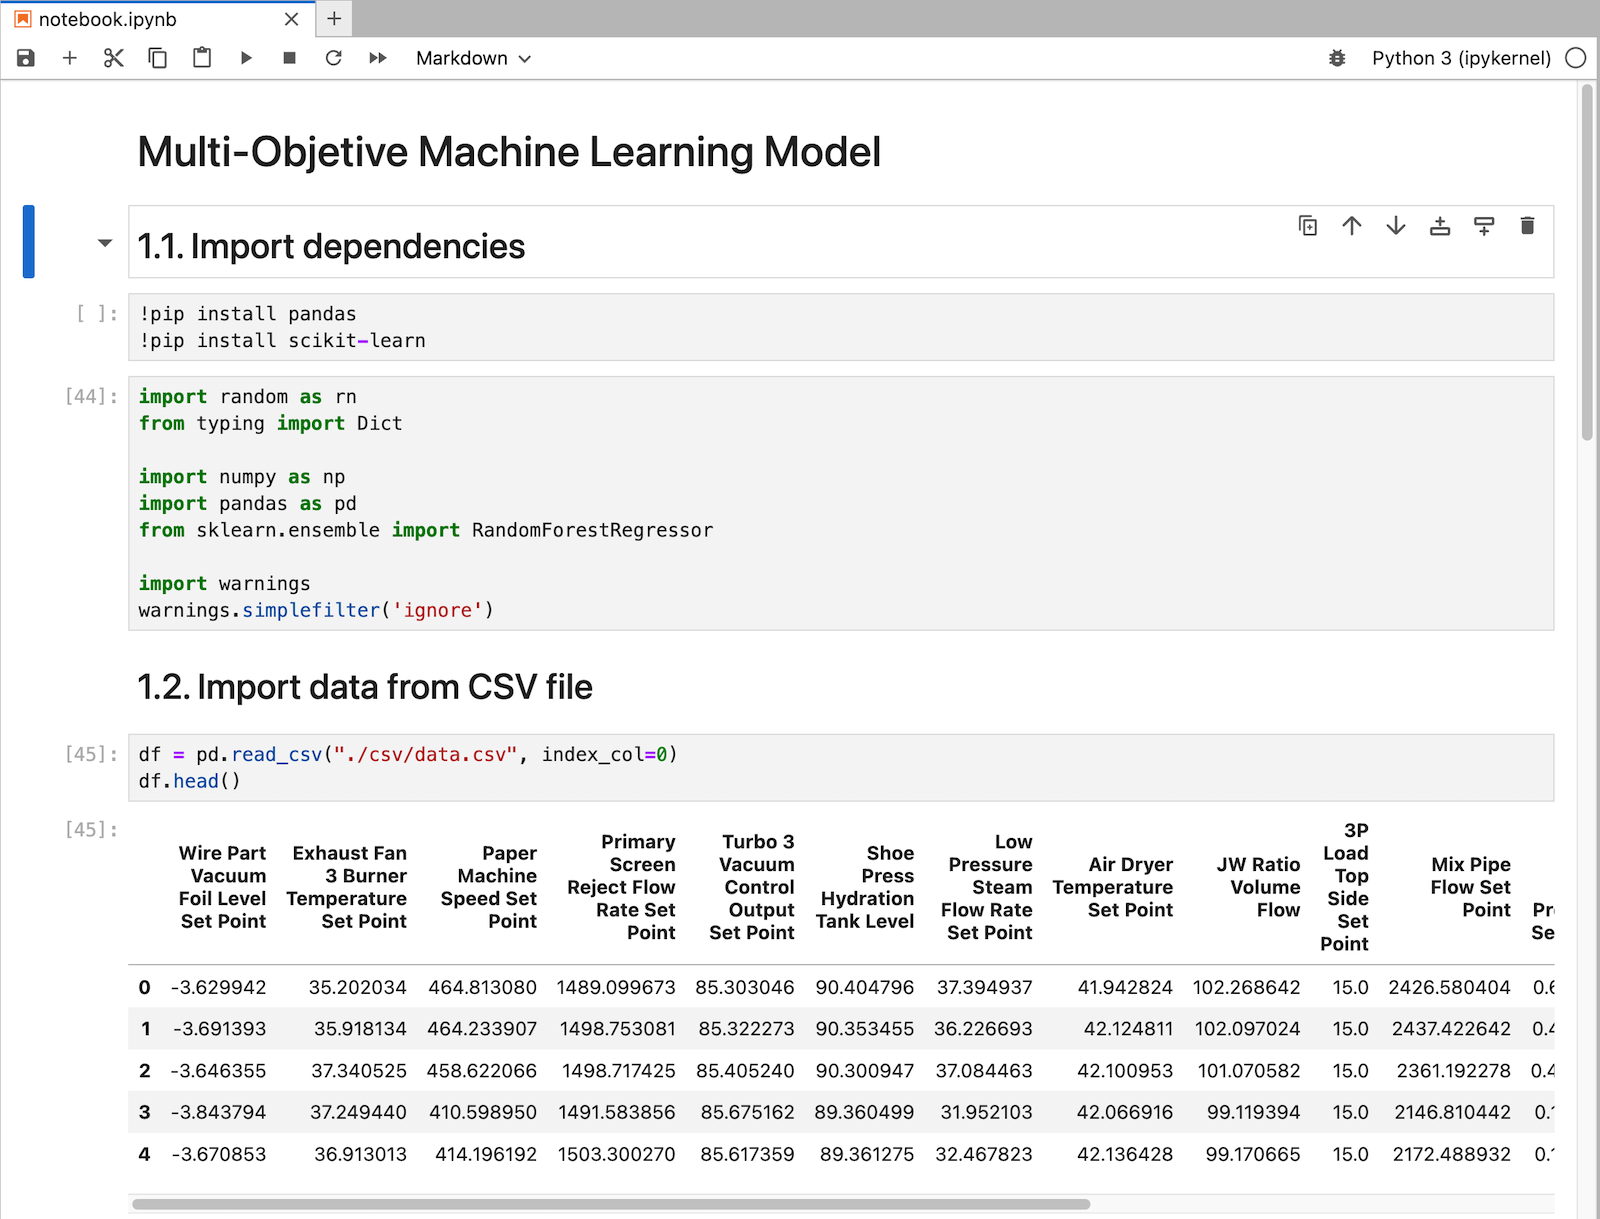 notebook.ipynb
Markdown
Python 3 (ipykernel)
Multi-Objetive Machine Learning Model
1.1. Import dependencies
[ ]:
!pip install pandas
!pip install scikit-learn
[44]:
import random as rn
from typing import Dict
import numpy as np
import pandas as pd
from sklearn.ensemble import RandomForestRegressor
import warnings
warnings.simplefilter('ignore')
1.2. Import data from CSV file
[45]:
df = pd.read_csv("./csv/data.csv", index_col=0)
df.head()
[45]:
Wire Part
Vacuum
Foil Level
Set Point
Exhaust Fan
3 Burner
Temperature
Set Point
Paper
Machine
Speed Set
Point
Primary
Screen
Reject Flow
Rate Set
Point
Turbo 3
Vacuum
Control
Output
Set Point
Shoe
Press
Hydration
Tank Level
Low
Pressure
Steam
Flow Rate
Set Point
Air Dryer
Temperature
Set Point
JW Ratio
Volume
Flow
3P
Load
Top
Side
Set
Point
Mix Pipe
Flow Set
Point
0 -3.629942 35.202034 464.813080 1489.099673 85.303046 90.404796 37.394937 41.942824 102.268642 15.0 2426.580404
1 -3.691393 35.918134 464.233907 1498.753081 85.322273 90.353455 36.226693 42.124811 102.097024 15.0 2437.422642
2 -3.646355 37.340525 458.622066 1498.717425 85.405240 90.300947 37.084463 42.100953 101.070582 15.0 2361.192278
3 -3.843794 37.249440 410.598950 1491.583856 85.675162 89.360499 31.952103 42.066916 99.119394 15.0 2146.810442
4 -3.670853 36.913013 414.196192 1503.300270 85.617359 89.361275 32.467823 42.136428 99.170665 15.0 2172.488932